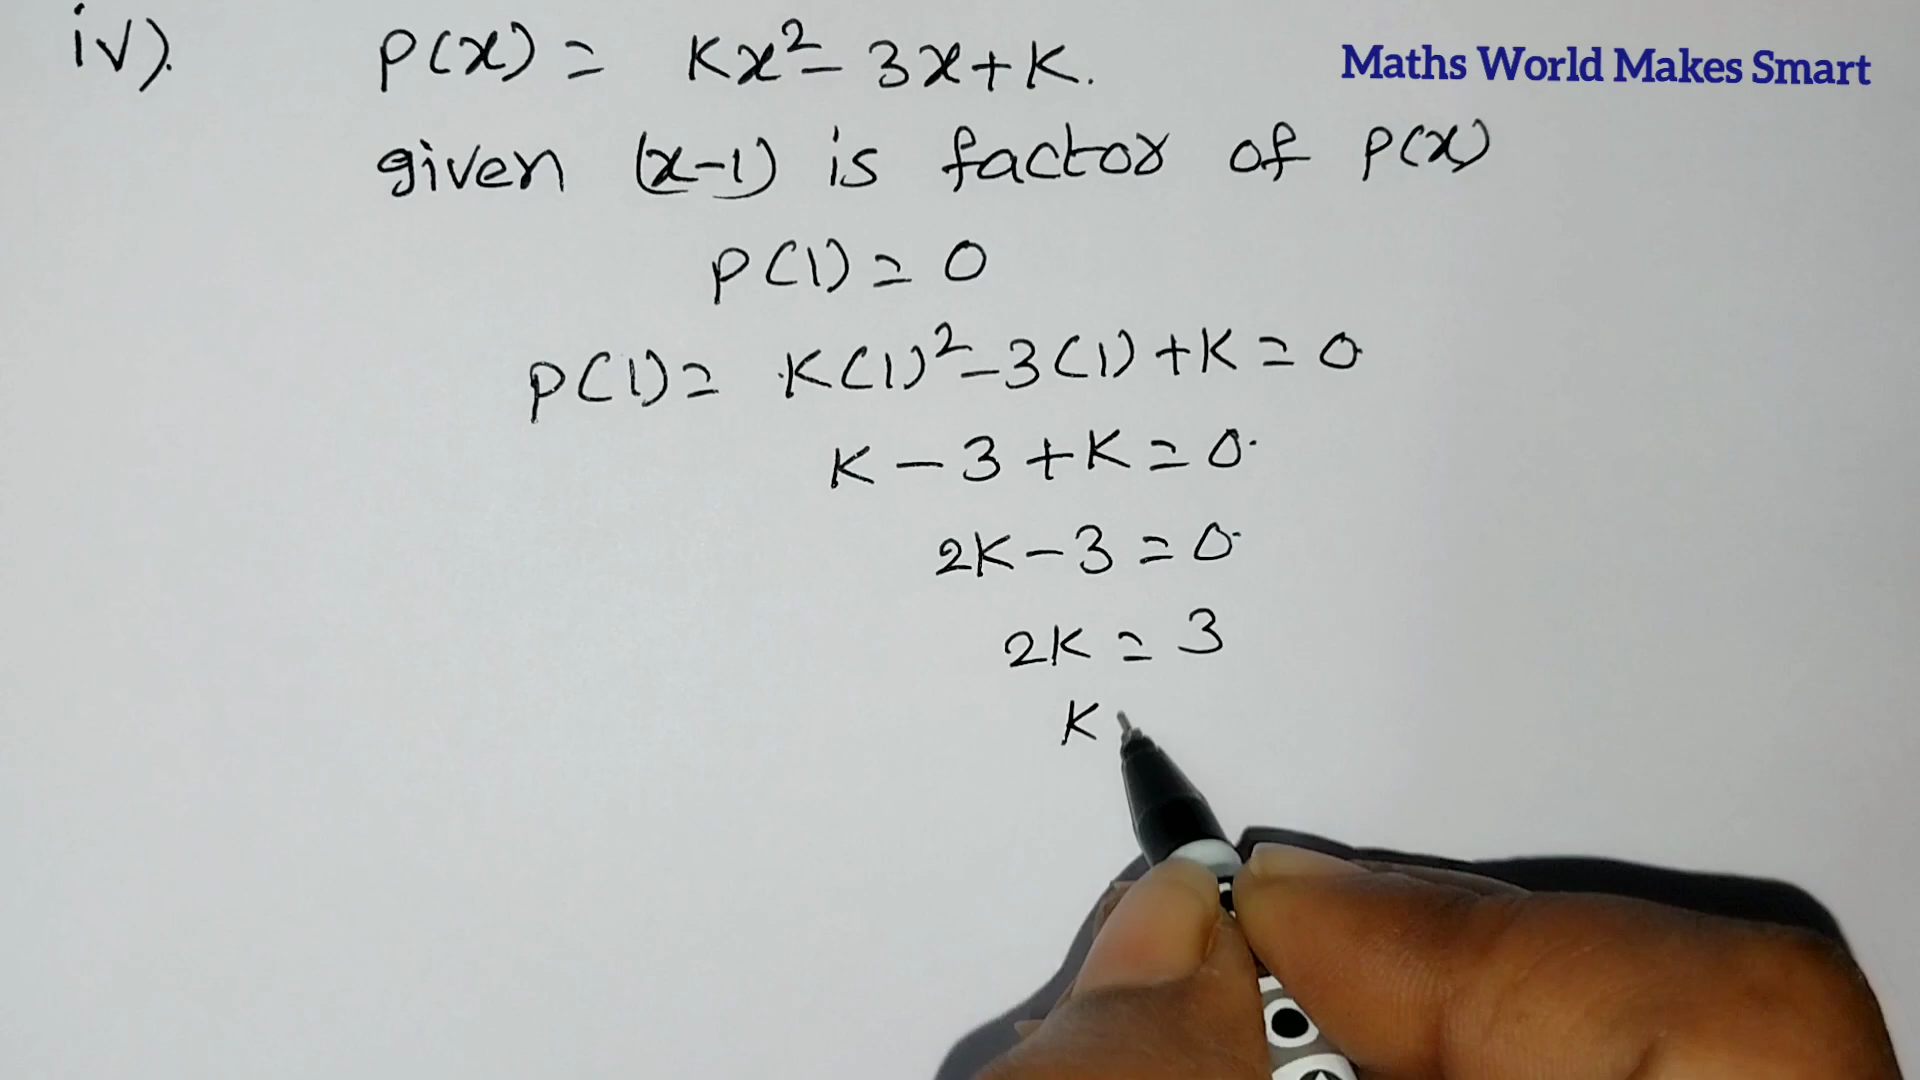 iv). P(x) = Kx² - 3x + K.
Maths World Makes Smart
given (x-1) is factor of P(x)
P(1) = 0
P(1) = K(1)² - 3(1) + K = 0
K - 3 + K = 0
2K - 3 = 0
2K = 3
K